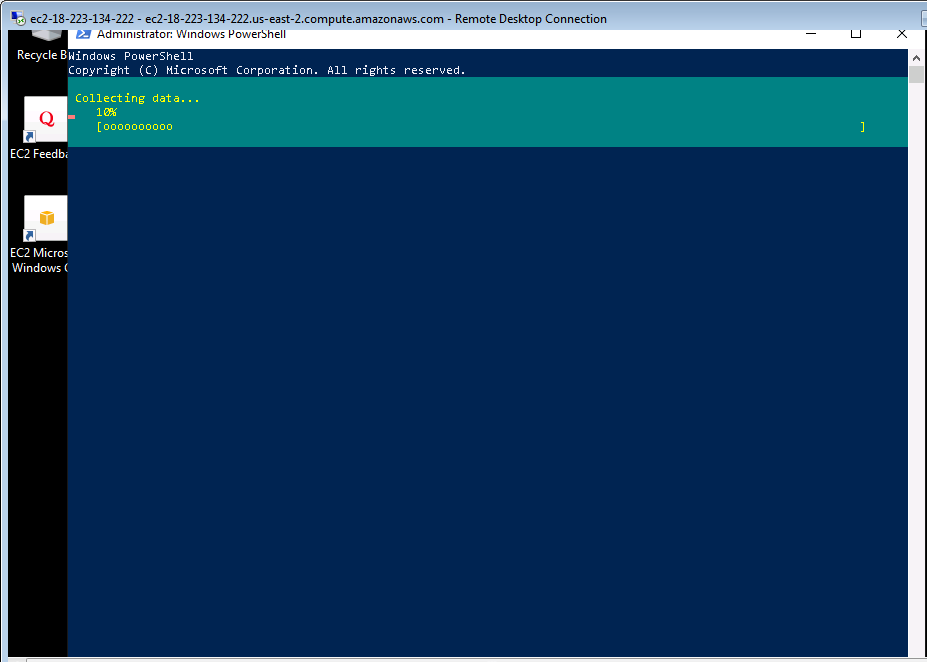 ec2-18-223-134-222 - ec2-18-223-134-222.us-east-2.compute.amazonaws.com - Remote Desktop Connection
Administrator: Windows PowerShell
Recycle B
Windows PowerShell
Copyright (C) Microsoft Corporation. All rights reserved.
Collecting data...
10%
[oooooooooo ]
Q
EC2 Feedba
EC2 Micros
Windows